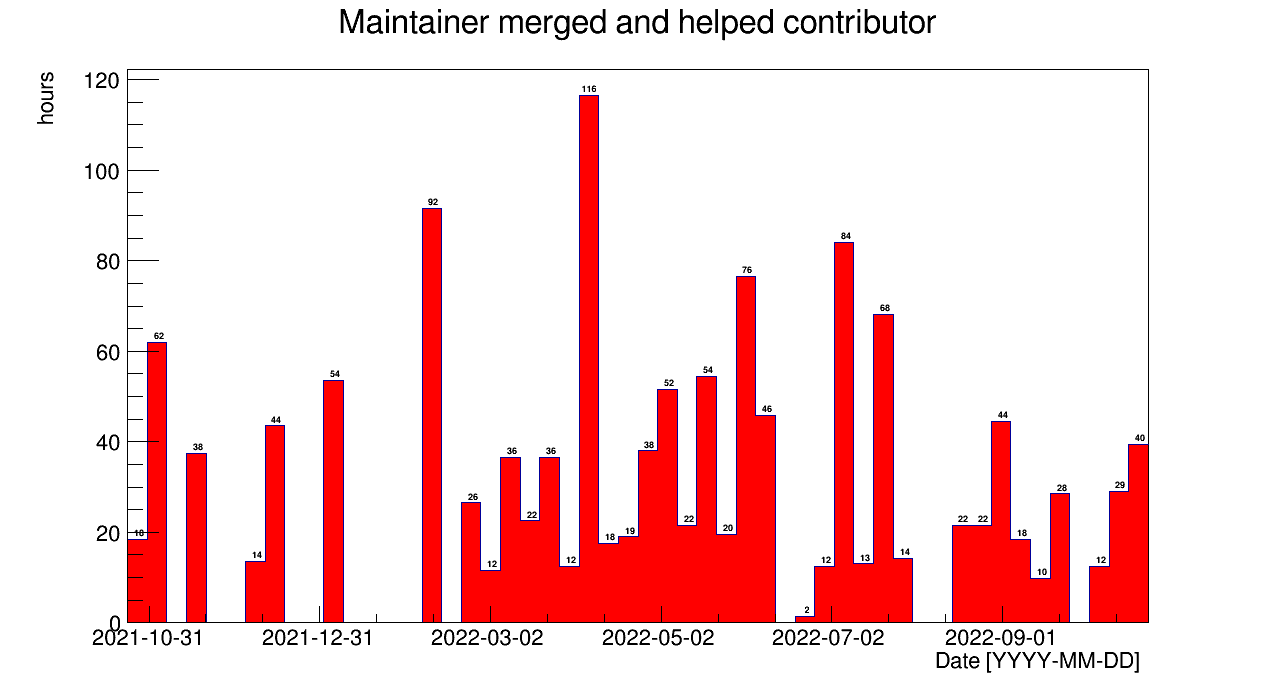 Maintainer merged and helped contributor
hours
120
100
80
60
40
20
0
18 62 38 14 44 54 92 26 12 36 22 36 12 116 18 19 38 52 22 54 20 76 46 2 12 84 13 68 14 22 22 44 18 10 28 12 29 40
2021-10-31 2021-12-31 2022-03-02 2022-05-02 2022-07-02 2022-09-01
Date [YYYY-MM-DD]